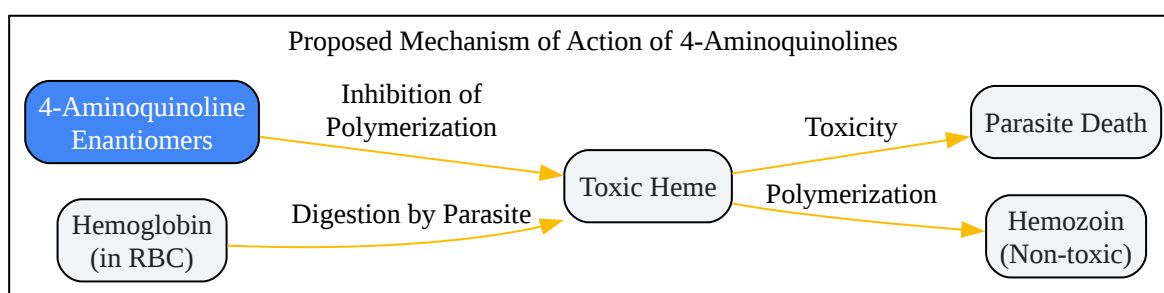 Proposed Mechanism of Action of 4-Aminoquinolines
4-Aminoquinoline
Enantiomers
Inhibition of
Polymerization
Toxicity
Parasite Death
Toxic Heme
Polymerization
Hemoglobin
(in RBC)
Digestion by Parasite
Hemozoin
(Non-toxic)